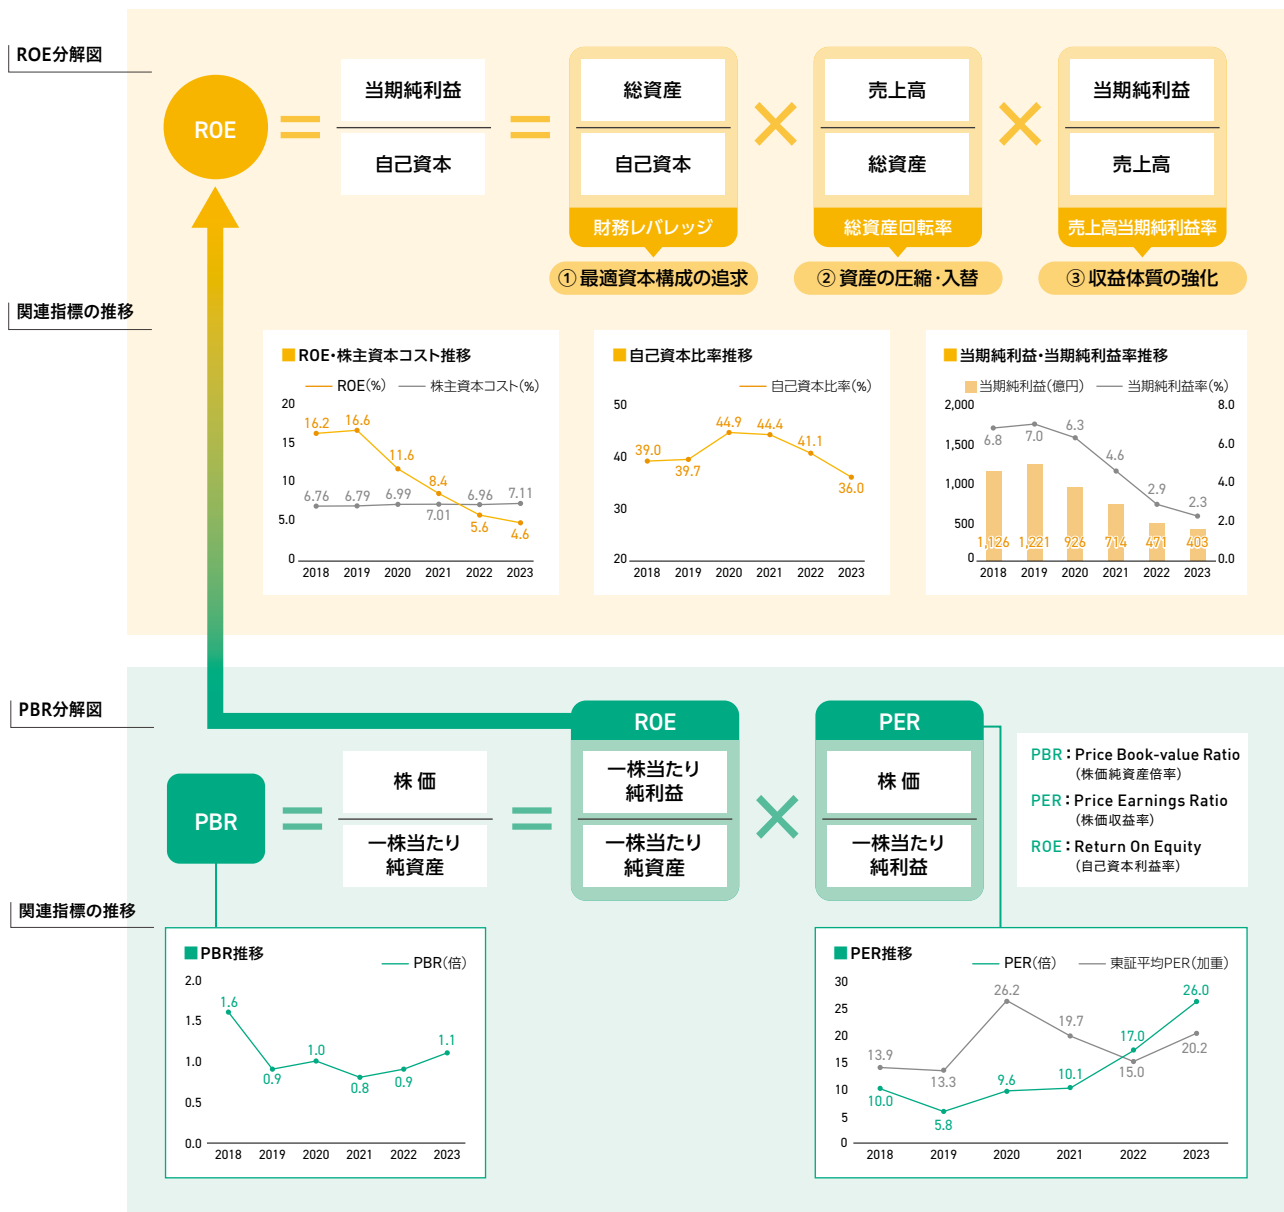 ROE分解図
ROE
＝
当期純利益
自己資本
＝
総資産
自己資本
財務レバレッジ
① 最適資本構成の追求
×
売上高
総資産
総資産回転率
② 資産の圧縮・入替
×
当期純利益
売上高
売上高当期純利益率
③ 収益体質の強化
関連指標の推移
■ROE・株主資本コスト推移
ROE(%) 株主資本コスト(%)
20
15
10
5.0
0
16.2 16.6 11.6 8.4 5.6 4.6
6.76 6.79 6.99 7.01 6.96 7.11
2018 2019 2020 2021 2022 2023
■自己資本比率推移
自己資本比率(%)
50
40
30
20
39.0 39.7 44.9 44.4 41.1 36.0
2018 2019 2020 2021 2022 2023
■当期純利益・当期純利益率推移
当期純利益(億円) 当期純利益率(%)
2,000
1,500
1,000
500
0
8.0
6.0
4.0
2.0
0.0
6.8 7.0 6.3 4.6 2.9 2.3
1,126 1,221 926 714 471 403
2018 2019 2020 2021 2022 2023
PBR分解図
PBR
＝
株価
一株当たり
純資産
＝
ROE
一株当たり
純利益
一株当たり
純資産
×
PER
株価
一株当たり
純利益
PBR：Price Book-value Ratio
(株価純資産倍率)
PER：Price Earnings Ratio
(株価収益率)
ROE：Return On Equity
(自己資本利益率)
関連指標の推移
■PBR推移
PBR(倍)
2.0
1.5
1.0
0.5
0.0
1.6 0.9 1.0 0.8 0.9 1.1
2018 2019 2020 2021 2022 2023
■PER推移
PER(倍) 東証平均PER(加重)
30
25
20
15
10
5
0
13.9 13.3 26.2 19.7 15.0 20.2
10.0 5.8 9.6 10.1 17.0 26.0
2018 2019 2020 2021 2022 2023